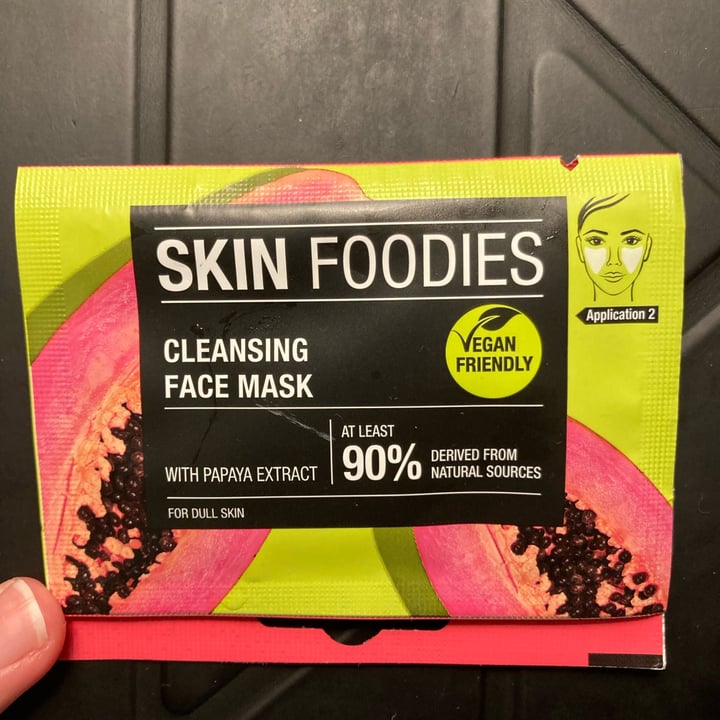 SKIN FOODIES
Application 2
VEGAN
FRIENDLY
CLEANSING
FACE MASK
WITH PAPAYA EXTRACT
AT LEAST
90%
DERIVED FROM
NATURAL SOURCES
FOR DULL SKIN